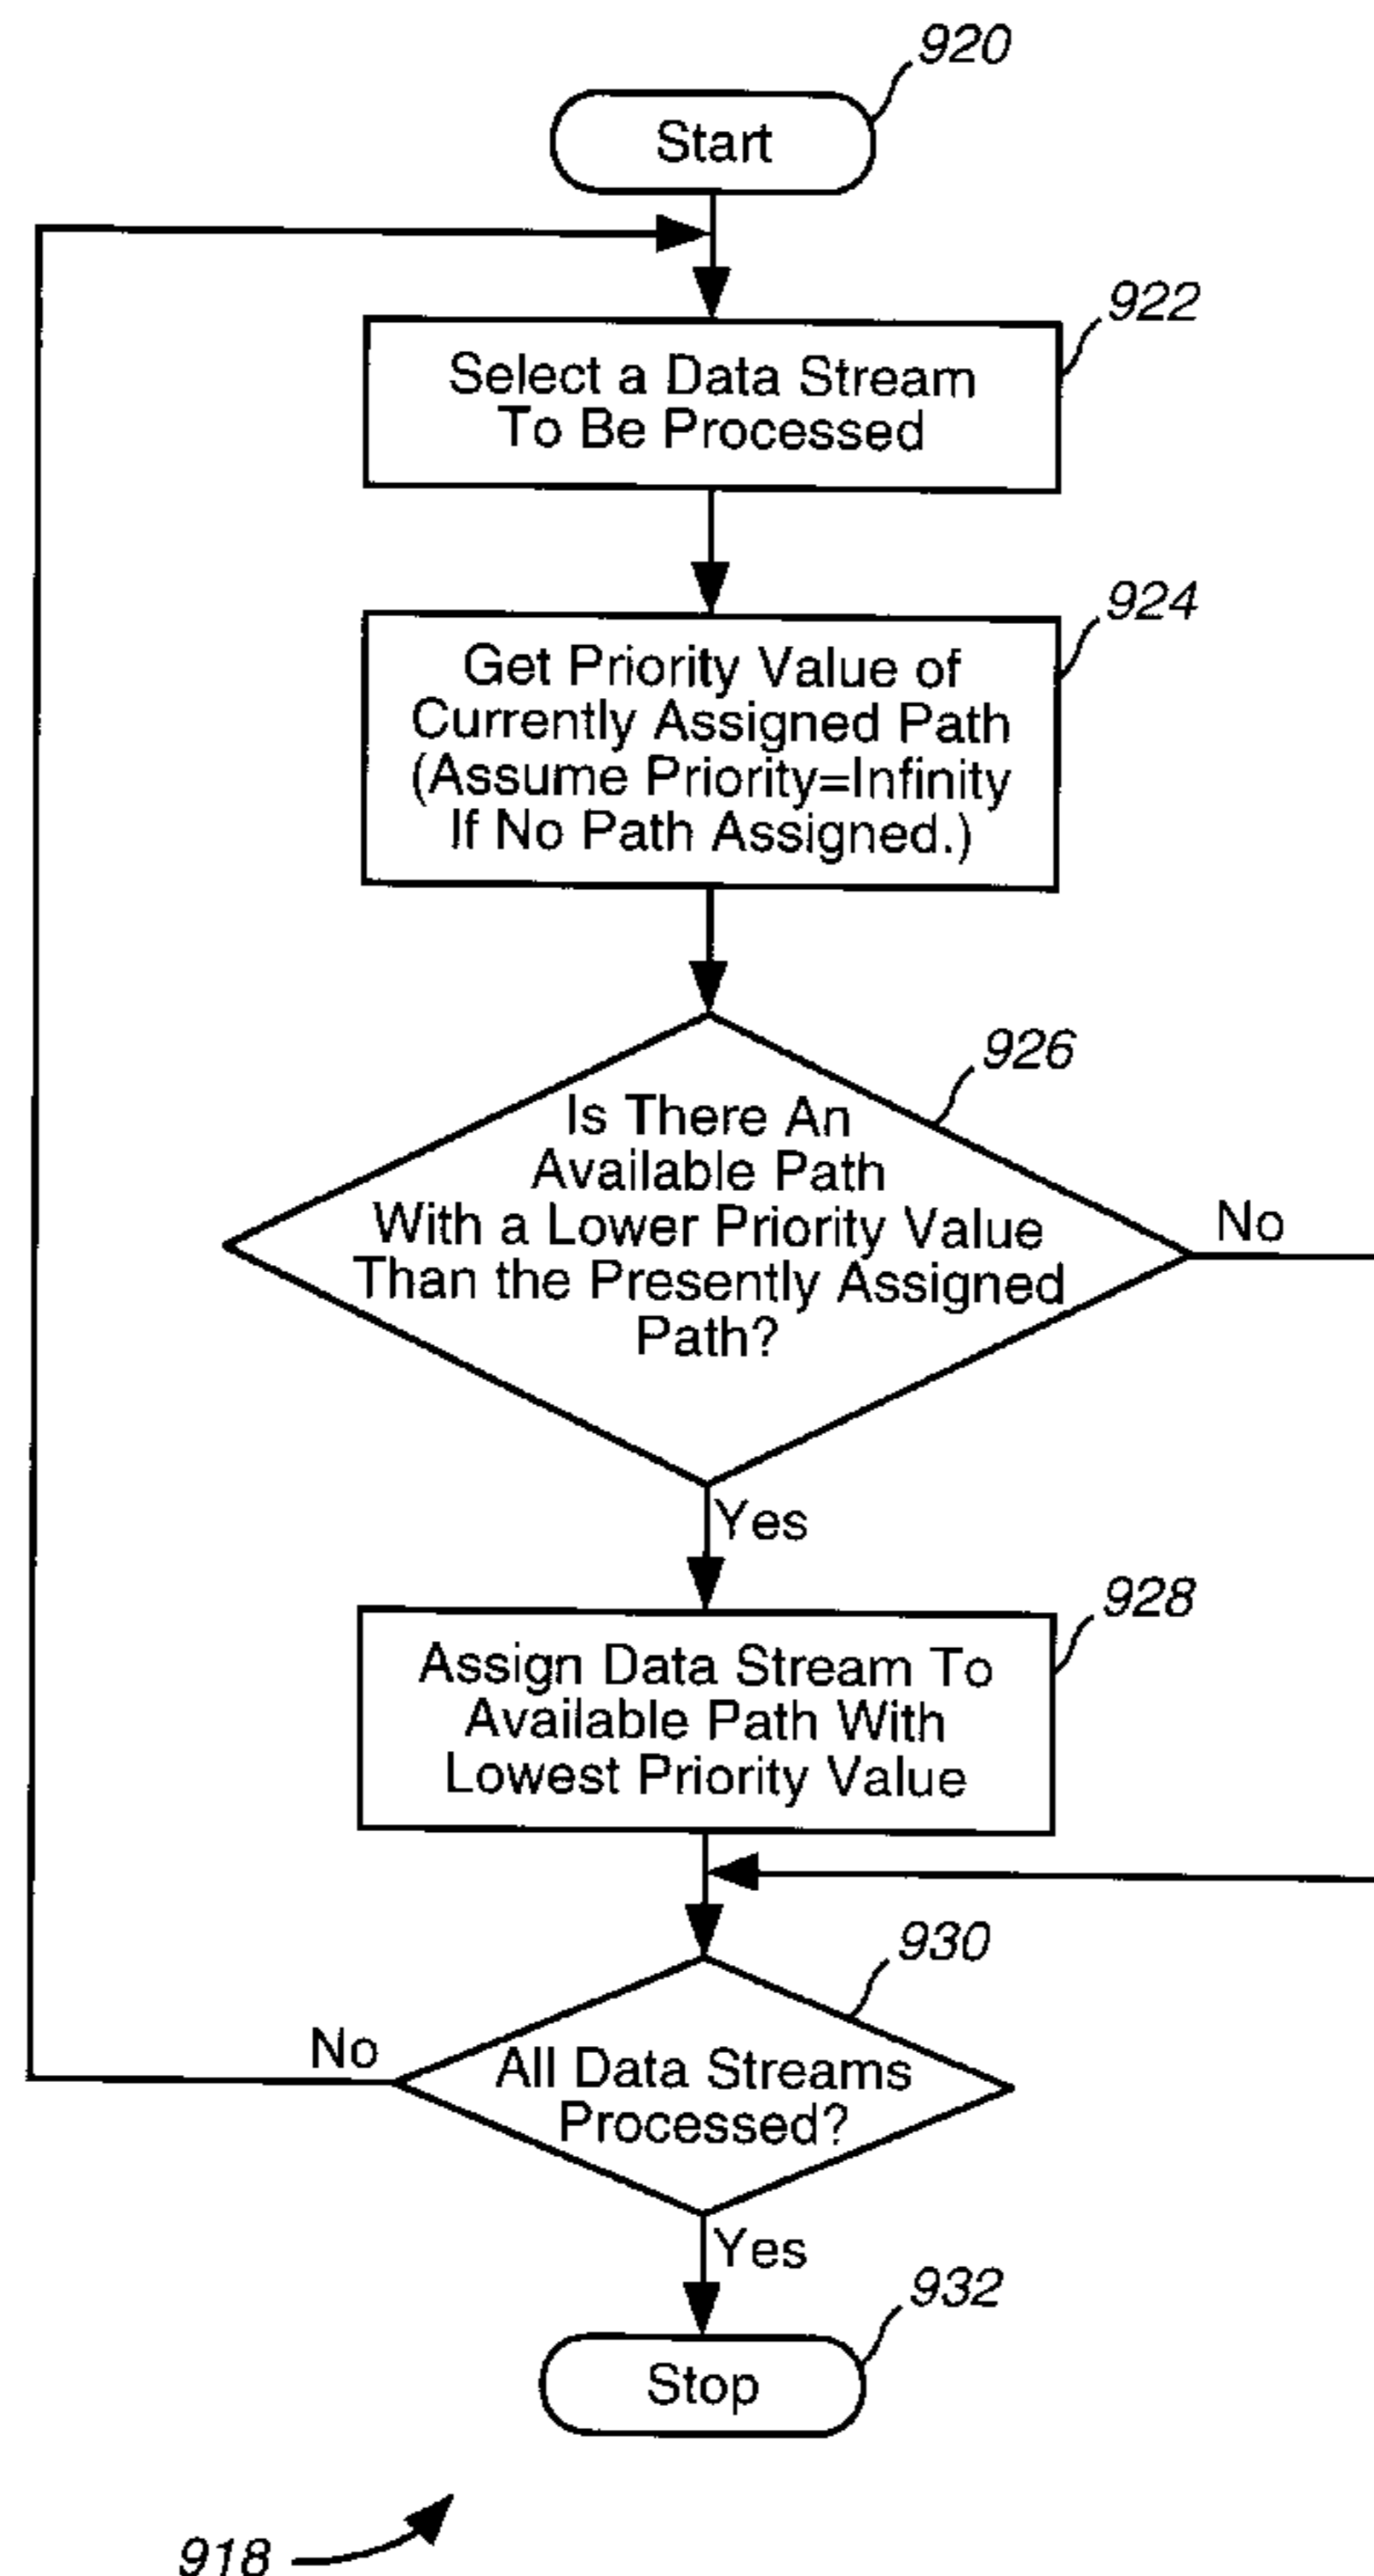 920
Start
922
Select a Data Stream
To Be Processed
924
Get Priority Value of
Currently Assigned Path
(Assume Priority=Infinity
If No Path Assigned.)
926
Is There An
Available Path
With a Lower Priority Value
Than the Presently Assigned
Path?
No
Yes
928
Assign Data Stream To
Available Path With
Lowest Priority Value
930
No
All Data Streams
Processed?
Yes
932
Stop
918